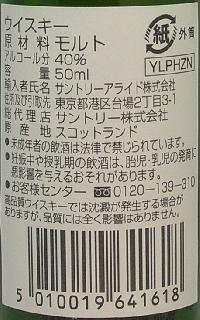 ウイスキー
原材料 モルト
アルコール分 40%
容量 50ml
輸入者氏名 サントリーアライド株式会社
住所及び引取先 東京都港区台場2丁目3-1
総代理店 サントリー株式会社
原産国 スコットランド
●未成年者の飲酒は法律で禁じられています。
●妊娠中や授乳期の飲酒は、胎児・乳児の発育に
悪影響を与えるおそれがあります。
●お客様センター 0120-139-310
高品質ウイスキーでは沈澱が発生する場合が
ありますが、品質には全く影響はありません。
紙 外筒
YLPHZN
5 010019 641618